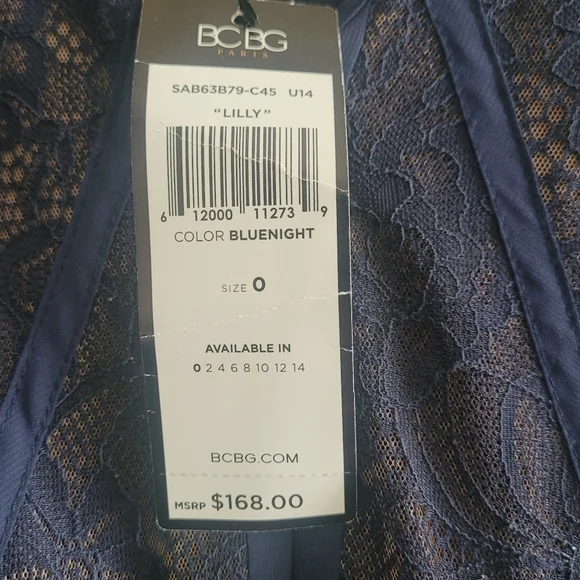 BCBG
PARIS
SAB63B79-C45 U14
"LILLY"
6 12000 11273 9
COLOR BLUENIGHT
SIZE 0
AVAILABLE IN
0 2 4 6 8 10 12 14
BCBG.COM
MSRP $168.00